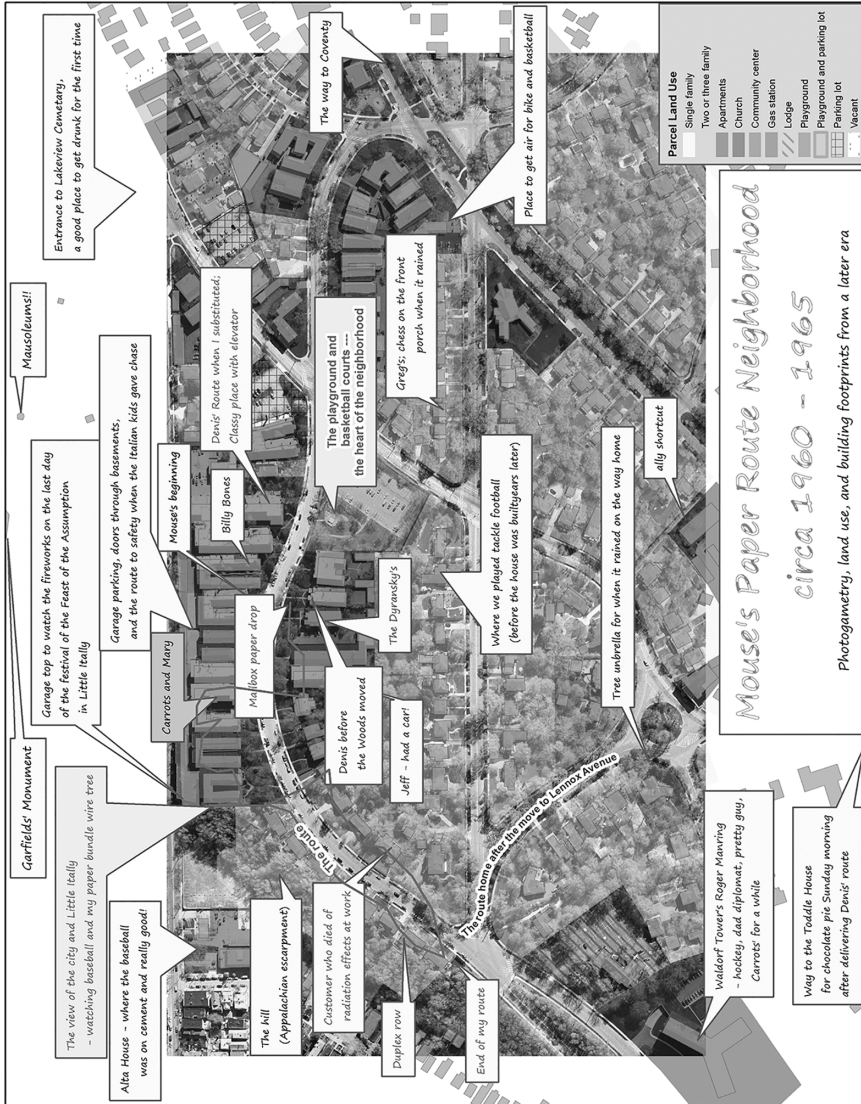 Garfields' Monument
Mausoleums!!
Entrance to Lakeview Cemetary,
a good place to get drunk for the first time
The view of the city and Little Itally
- watching baseball and my paper bundle wire tree
Garage top to watch the fireworks on the last day
of the festival of the Feast of the Assumption
in Little Itally
Garage parking, doors through basements,
and the route to safety when the Italian kids gave chase
Alta House - where the baseball
was on cement and really good!
Carrots and Mary
Mouse's beginning
Billy Bones
Denis' Route when I substituted;
Classy place with elevator
The way to Coventy
The hill
(Appalachian escarpment)
The route
Mailbox paper drop
The playground and
basketball courts ---
the heart of the neighborhood
Customer who died of
radiation effects at work
Denis before
the Woods moved
The Dyransky's
Greg's; chess on the front
porch when it rained
Place to get air for bike and basketball
Duplex row
Jeff - had a car!
End of my route
The route home after the move to Lennox Avenue
Where we played tackle football
(before the house was builtyears later)
Tree unbrella for when it rained on the way home
ally shortcut
Waldorf Tower's Roger Manring
- hockey, dad diplomat, pretty guy,
Carrots' for a while
Way to the Toddle House
for chocolate pie Sunday morning
after delivering Denis' route
Mouse's Paper Route Neighborhood
circa 1960 - 1965
Photogametry, land use, and building footprints from a later era
Parcel Land Use
Single family
Two or three family
Apartments
Church
Community center
Gas station
Lodge
Playground
Playground and parking lot
Parking lot
Vacant